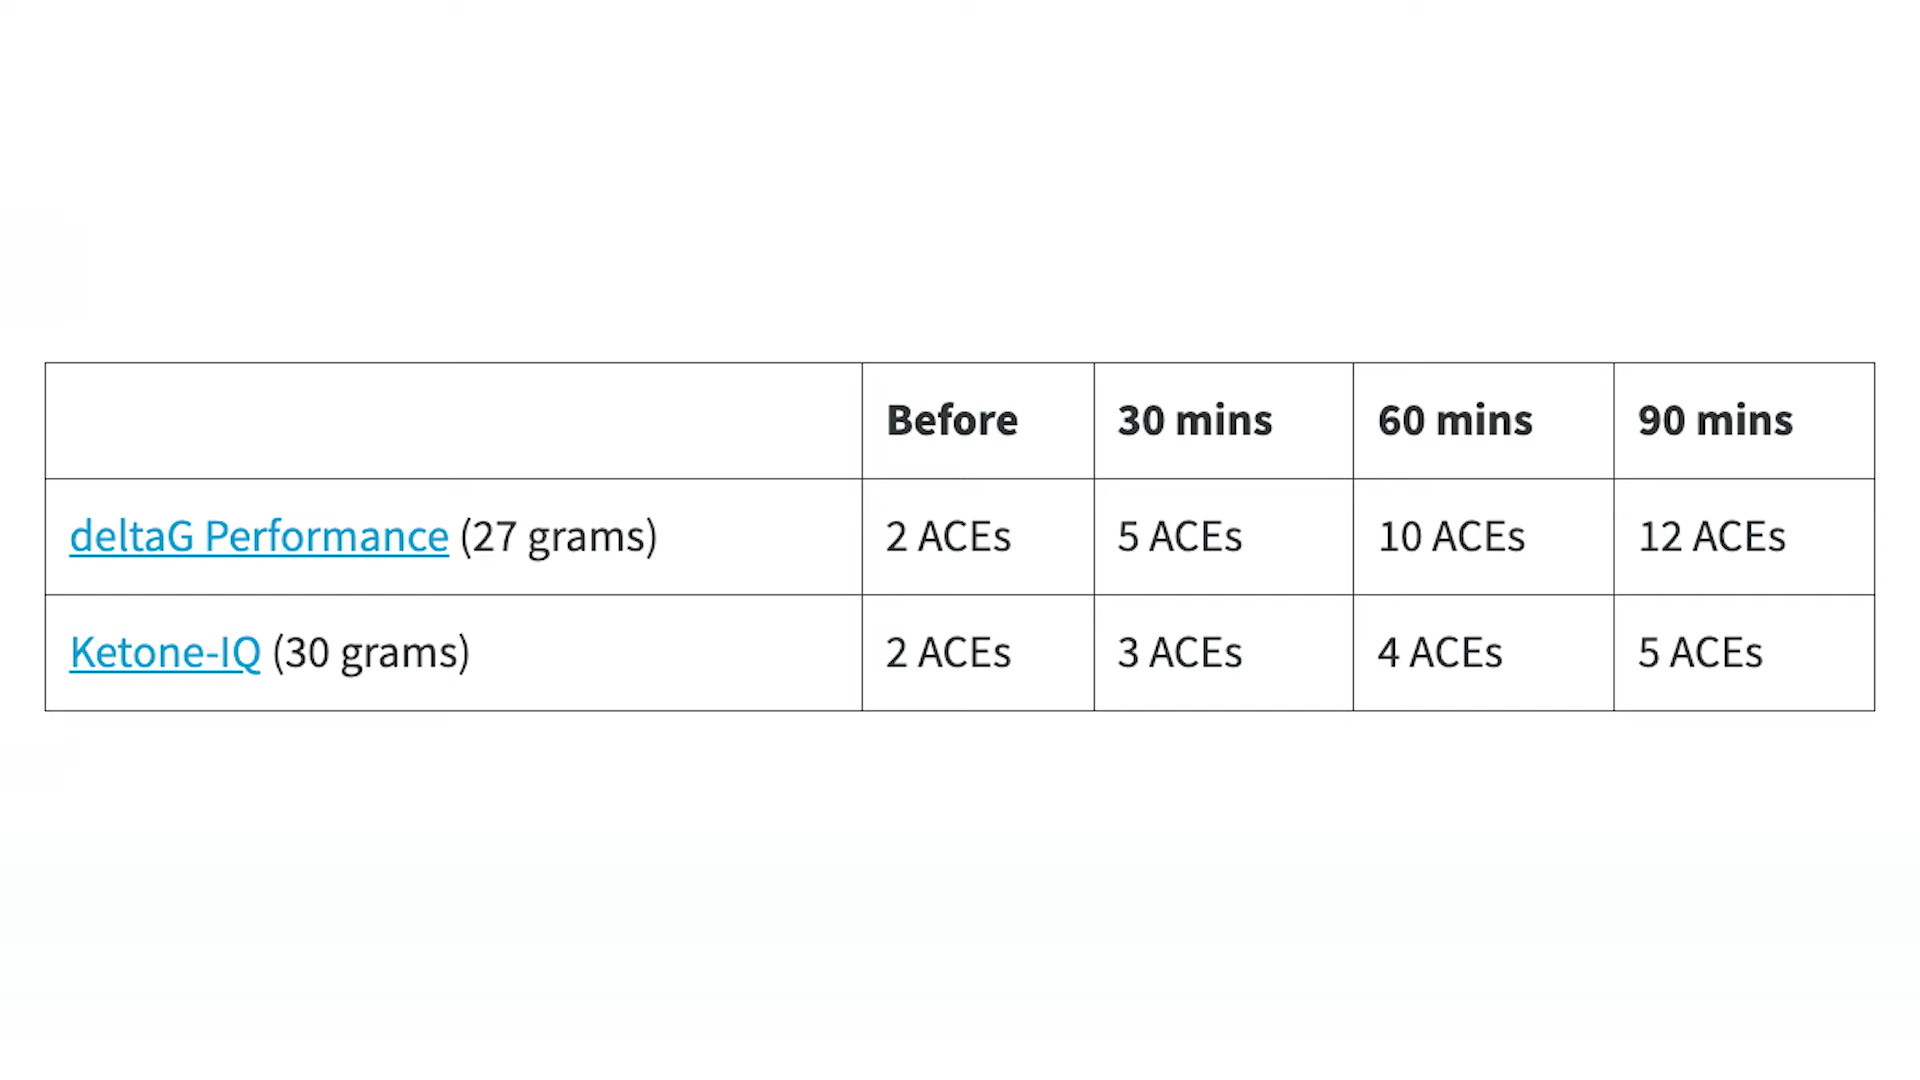 Before 30 mins 60 mins 90 mins
deltaG Performance (27 grams) 2 ACEs 5 ACEs 10 ACEs 12 ACEs
Ketone-IQ (30 grams) 2 ACEs 3 ACEs 4 ACEs 5 ACEs